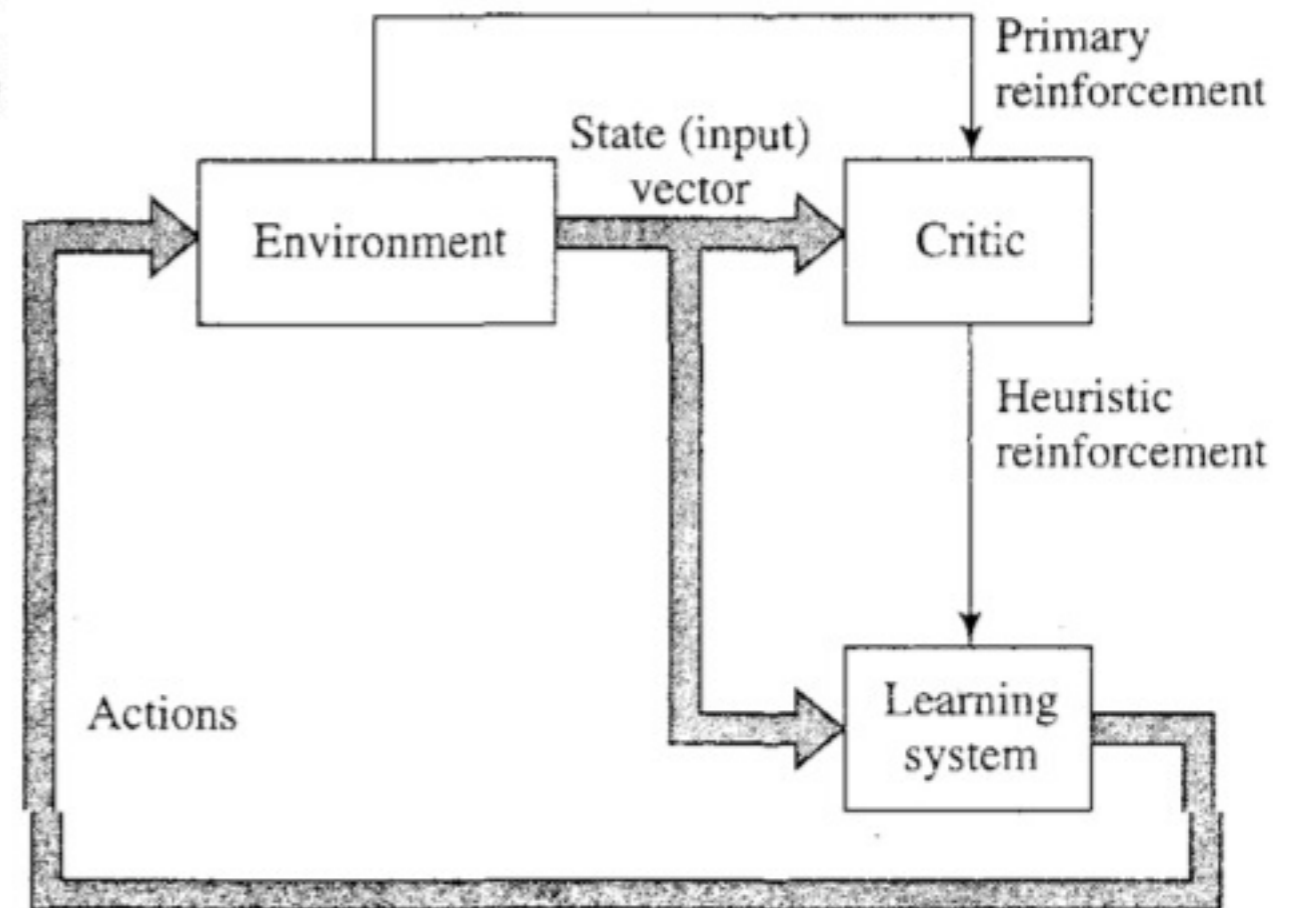 Primary
reinforcement
State (input)
vector
Environment
Critic
Heuristic
reinforcement
Actions
Learning
system